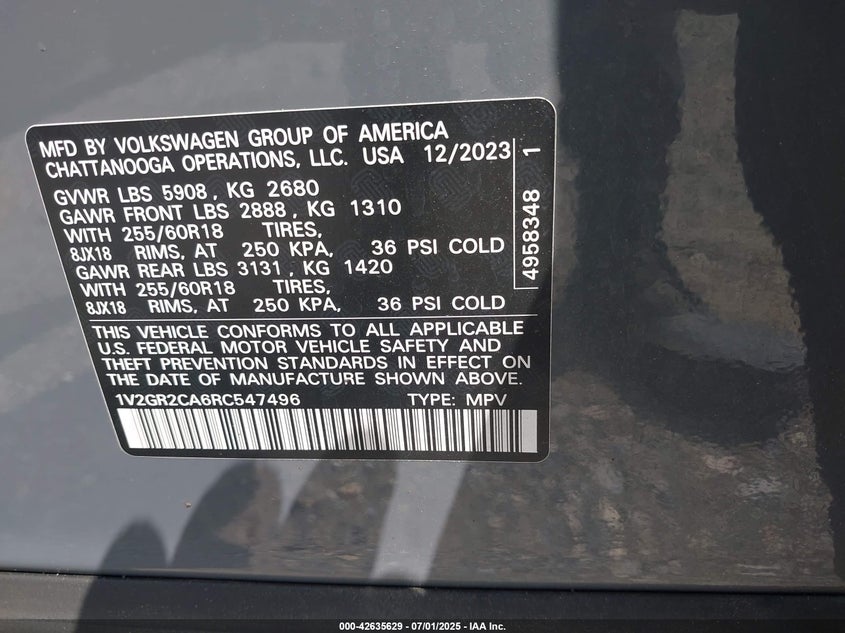 MFD BY VOLKSWAGEN GROUP OF AMERICA
CHATTANOOGA OPERATIONS, LLC. USA 12/2023
GVWR LBS 5908, KG 2680
GAWR FRONT LBS 2888, KG 1310
WITH 255/60R18 TIRES,
8JX18 RIMS, AT 250 KPA, 36 PSI COLD
GAWR REAR LBS 3131, KG 1420
WITH 255/60R18 TIRES,
8JX18 RIMS, AT 250 KPA, 36 PSI COLD
4958348 1
THIS VEHICLE CONFORMS TO ALL APPLICABLE
U.S. FEDERAL MOTOR VEHICLE SAFETY AND
THEFT PREVENTION STANDARDS IN EFFECT ON
THE DATE OF MANUFACTURE SHOWN ABOVE.
1V2GR2CA6RC547496 TYPE: MPV
000-42635629 - 07/01/2025 - IAA Inc.